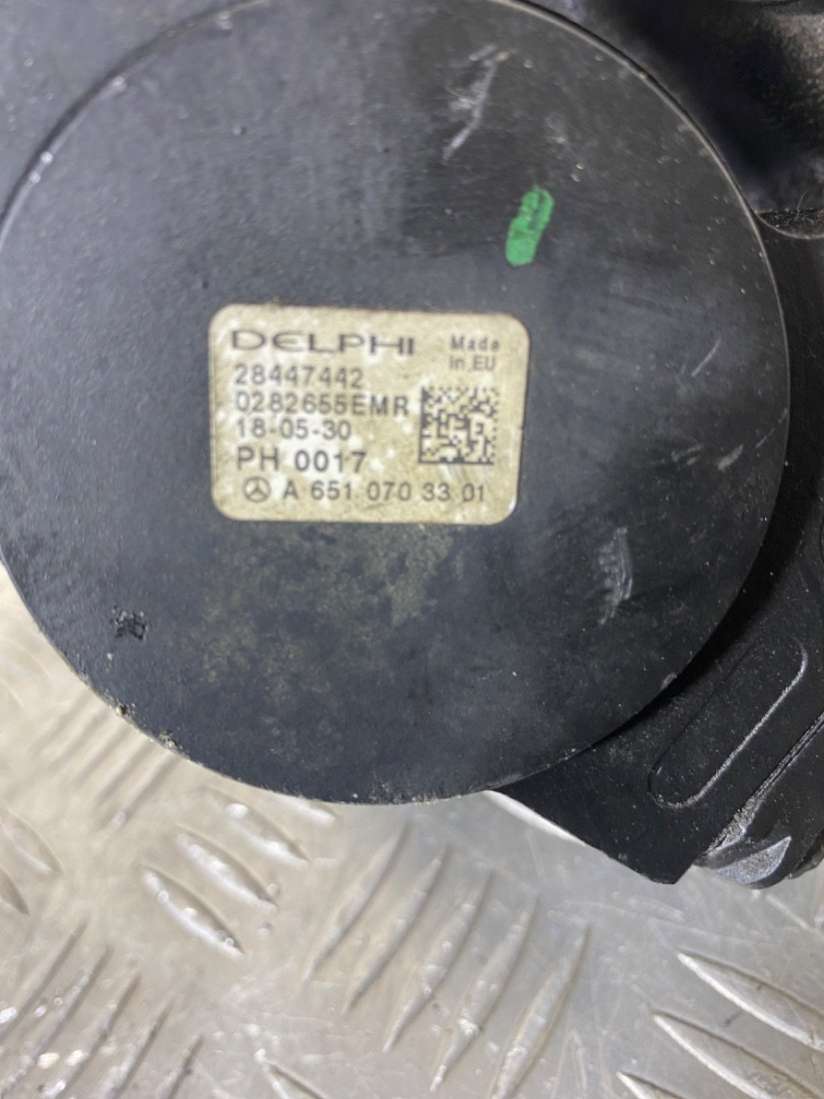 DELPHI Made
in EU
28447442
0282655EMR
18-05-30
PH 0017
A 651 070 33 01